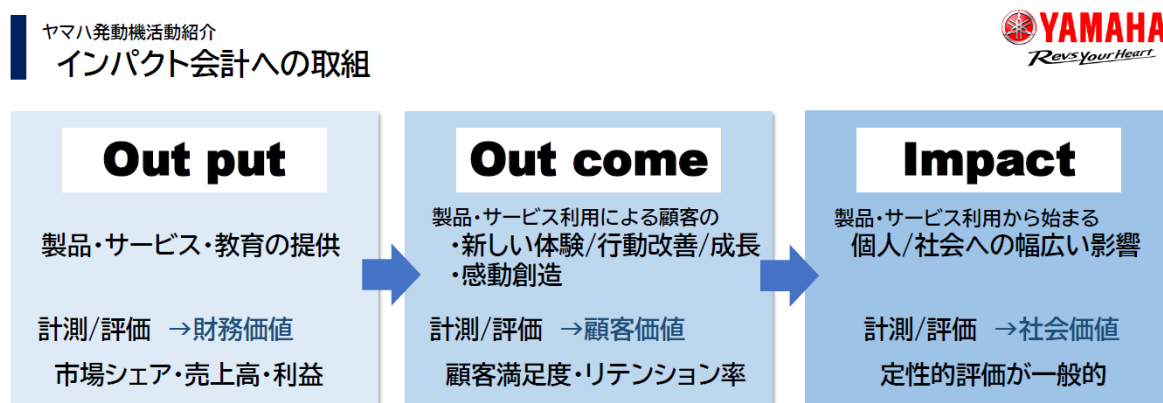 ヤマハ発動機活動紹介
インパクト会計への取組
YAMAHA
Revs Your Heart
Out put
製品・サービス・教育の提供
計測/評価 →財務価値
市場シェア・売上高・利益
Out come
製品・サービス利用による顧客の
・新しい体験/行動改善/成長
・感動創造
計測/評価 →顧客価値
顧客満足度・リテンション率
Impact
製品・サービス利用から始まる
個人/社会への幅広い影響
計測/評価 →社会価値
定性的評価が一般的